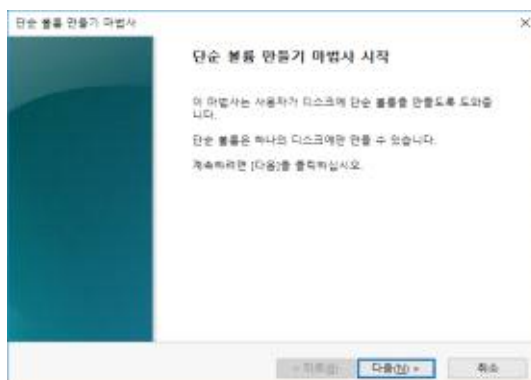 단순 볼륨 만들기 마법사
단순 볼륨 만들기 마법사 시작
이 마법사는 사용자가 디스크에 단순 볼륨을 만들도록 도와줍
니다.
단순 볼륨은 하나의 디스크에만 만들 수 있습니다.
계속하려면 [다음]을 클릭하십시오.
< 뒤로(B)
다음(N) >
취소